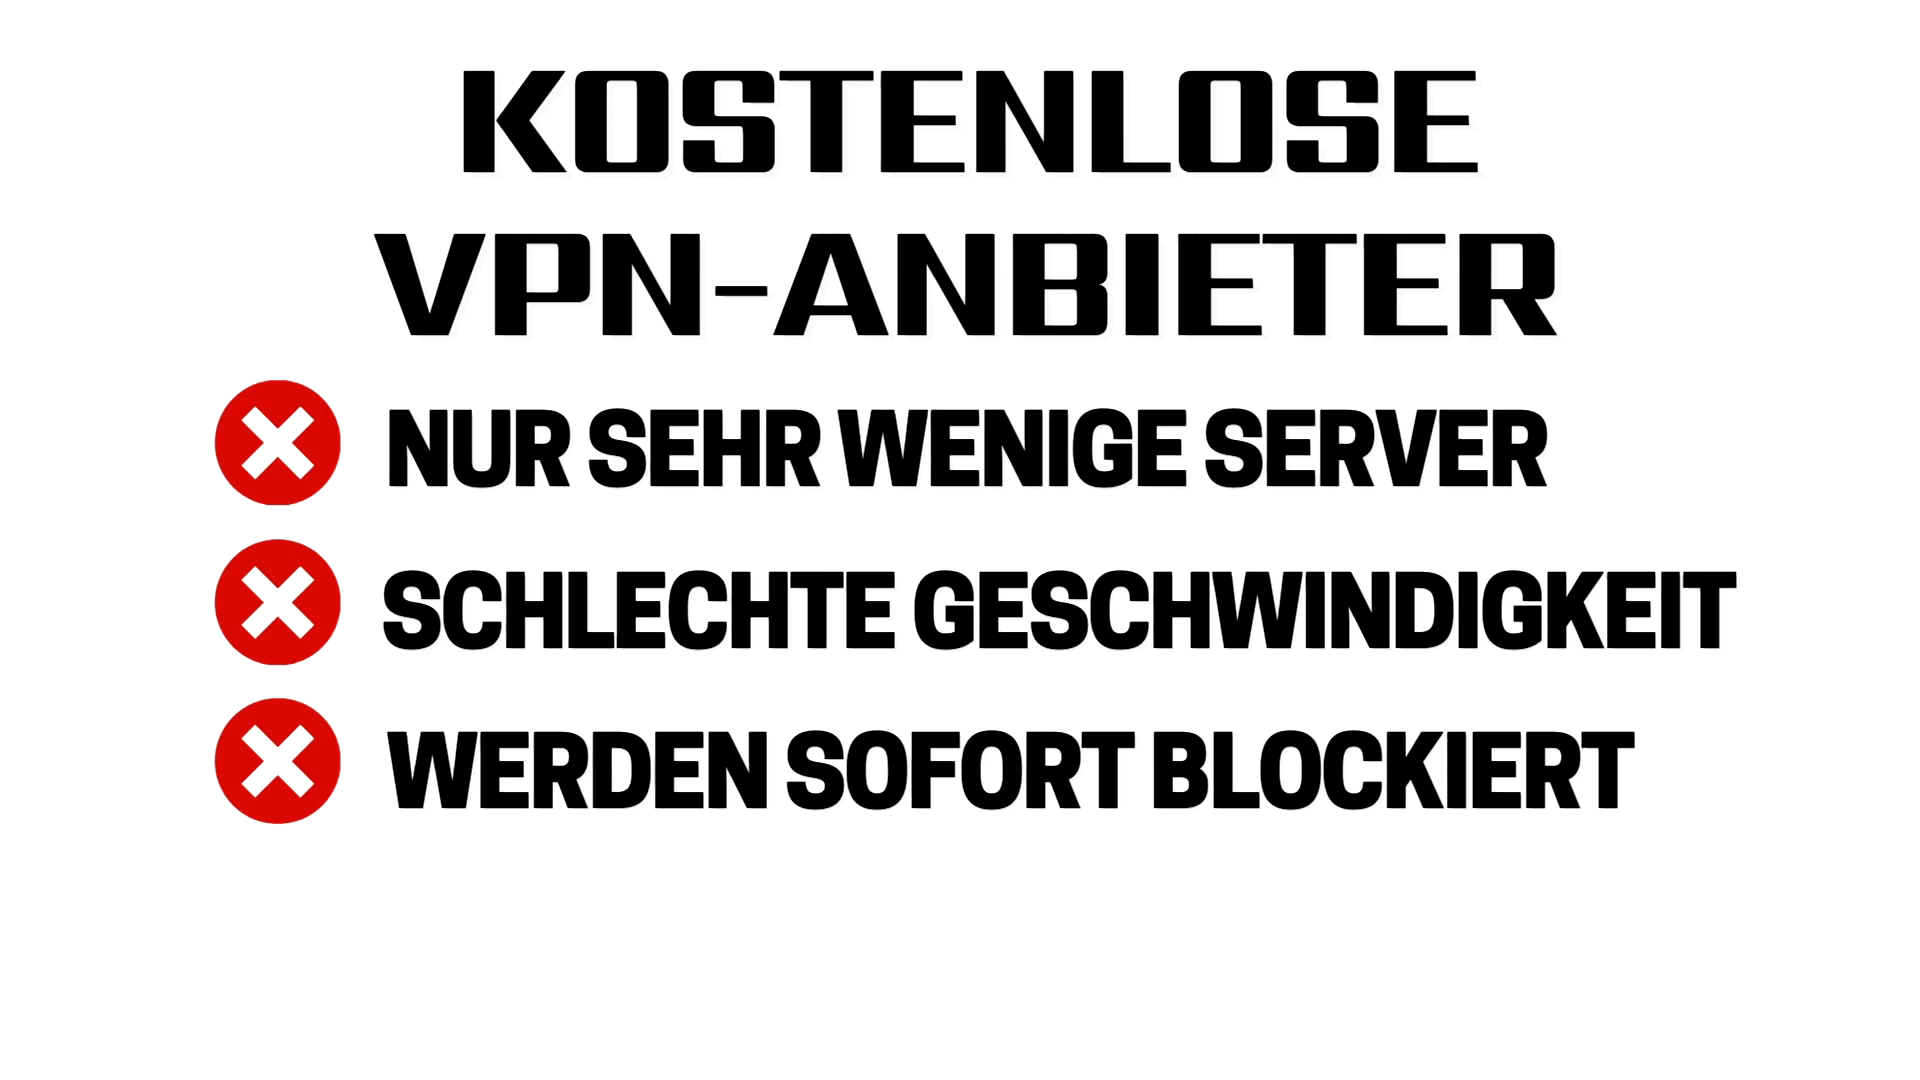 KOSTENLOSE
VPN-ANBIETER
NUR SEHR WENIGE SERVER
SCHLECHTE GESCHWINDIGKEIT
WERDEN SOFORT BLOCKIERT